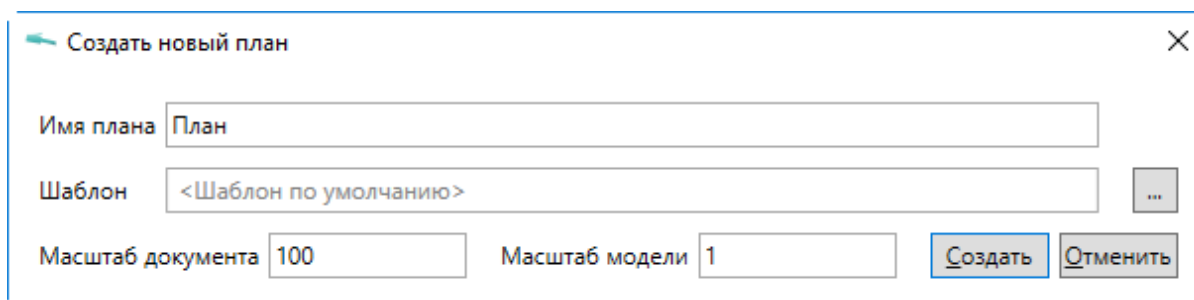 Создать новый план
Имя плана План
Шаблон <Шаблон по умолчанию> ...
Масштаб документа 100 Масштаб модели 1 Создать Отменить